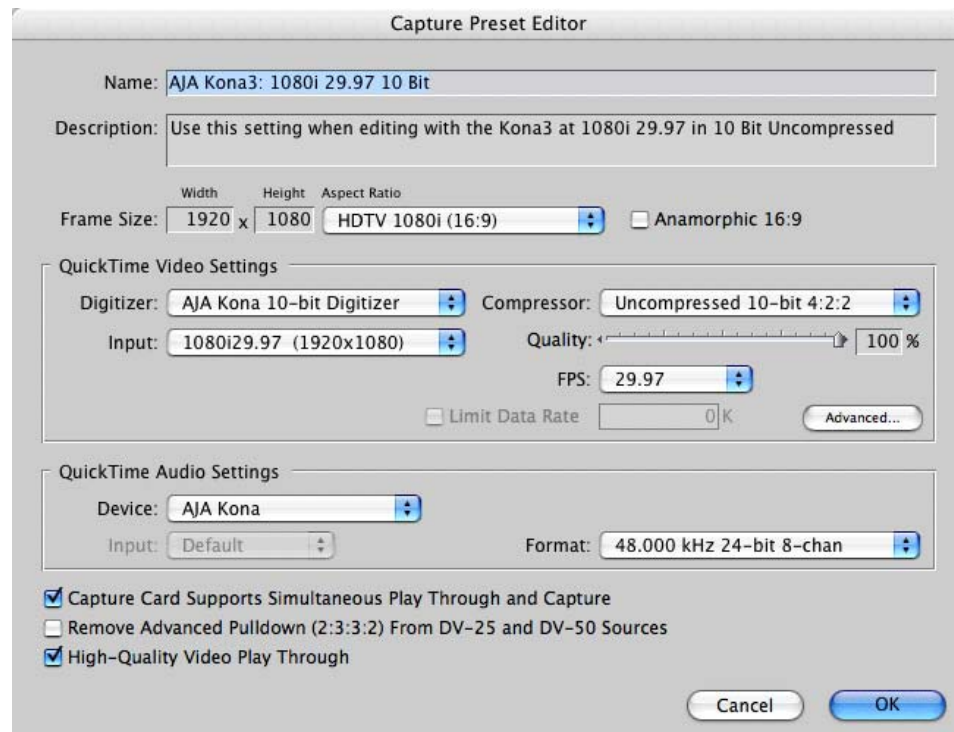 Capture Preset Editor
Name: AJA Kona3: 1080i 29.97 10 Bit
Description: Use this setting when editing with the Kona3 at 1080i 29.97 in 10 Bit Uncompressed
Width Height Aspect Ratio
Frame Size: 1920 x 1080 HDTV 1080i (16:9) Anamorphic 16:9
QuickTime Video Settings
Digitizer: AJA Kona 10-bit Digitizer Compressor: Uncompressed 10-bit 4:2:2
Input: 1080i29.97 (1920x1080) Quality: 100 %
FPS: 29.97
Limit Data Rate 0 K Advanced...
QuickTime Audio Settings
Device: AJA Kona
Input: Default Format: 48.000 kHz 24-bit 8-chan
Capture Card Supports Simultaneous Play Through and Capture
Remove Advanced Pulldown (2:3:3:2) From DV-25 and DV-50 Sources
High-Quality Video Play Through
Cancel OK